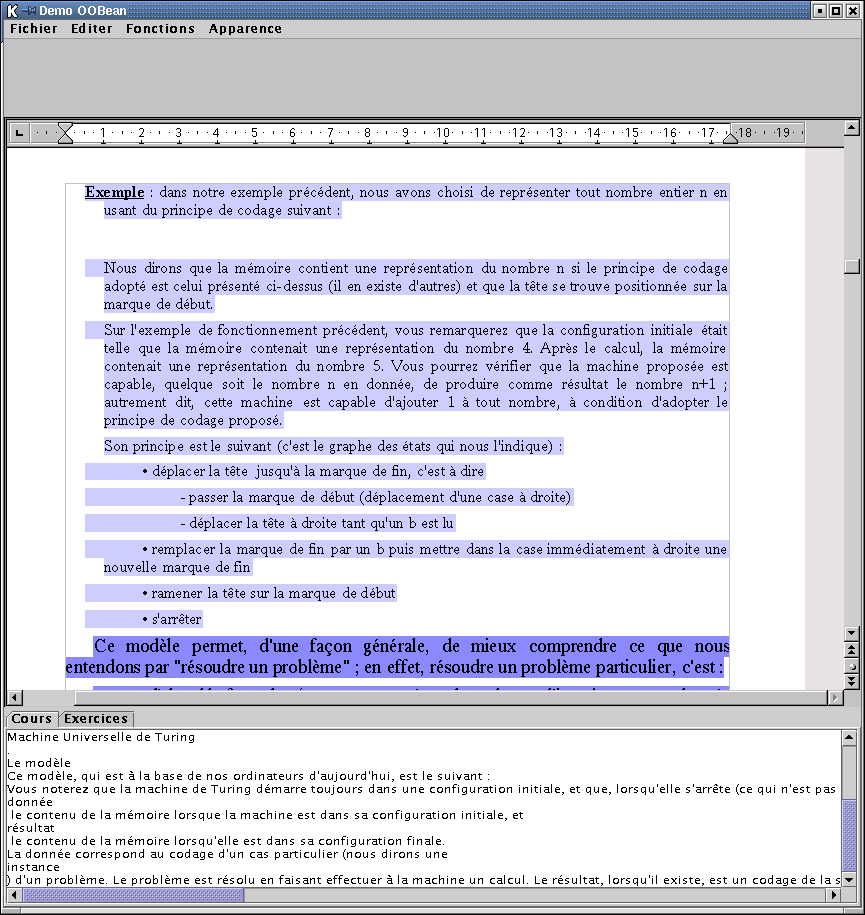 Demo OOBean
Fichier Editer Fonctions Apparence
1 2 3 4 5 6 7 8 9 10 11 12 13 14 15 16 17 18 19
Exemple : dans notre exemple précédent, nous avons choisi de représenter tout nombre entier n en
usant du principe de codage suivant :
Nous dirons que la mémoire contient une représentation du nombre n si le principe de codage
adopté est celui présenté ci-dessus (il en existe d'autres) et que la tête se trouve positionnée sur la
marque de début.
Sur l'exemple de fonctionnement précédent, vous remarquerez que la configuration initiale était
telle que la mémoire contenait une représentation du nombre 4. Après le calcul, la mémoire
contenait une représentation du nombre 5. Vous pourrez vérifier que la machine proposée est
capable, quelque soit le nombre n en donnée, de produire comme résultat le nombre n+1 ;
autrement dit, cette machine est capable d'ajouter 1 à tout nombre, à condition d'adopter le
principe de codage proposé.
Son principe est le suivant (c'est le graphe des états qui nous l'indique) :
• déplacer la tête jusqu'à la marque de fin, c'est à dire
- passer la marque de début (déplacement d'une case à droite)
- déplacer la tête à droite tant qu'un b est lu
• remplacer la marque de fin par un b puis mettre dans la case immédiatement à droite une
nouvelle marque de fin
• ramener la tête sur la marque de début
• s'arrêter
Ce modèle permet, d'une façon générale, de mieux comprendre ce que nous
entendons par "résoudre un problème" ; en effet, résoudre un problème particulier, c'est :
Cours Exercices
Machine Universelle de Turing
.
Le modèle
Ce modèle, qui est à la base de nos ordinateurs d'aujourd'hui, est le suivant :
Vous noterez que la machine de Turing démarre toujours dans une configuration initiale, et que, lorsqu'elle s'arrête (ce qui n'est pas
donnée
le contenu de la mémoire lorsque la machine est dans sa configuration initiale, et
résultat
le contenu de la mémoire lorsqu'elle est dans sa configuration finale.
La donnée correspond au codage d'un cas particulier (nous dirons une
instance
) d'un problème. Le problème est résolu en faisant effectuer à la machine un calcul. Le résultat, lorsqu'il existe, est un codage de la s